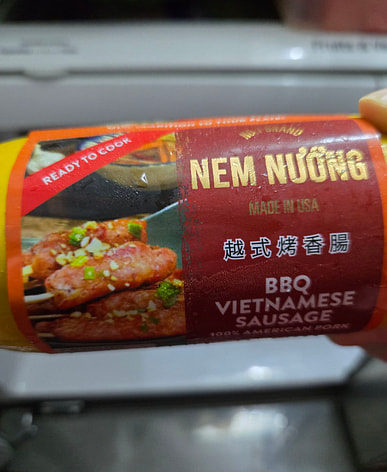 READY TO COOK
BRAND
NEM NƯỚNG
MADE IN USA
越式烤香腸
BBQ
VIETNAMESE
SAUSAGE
100% AMERICAN PORK